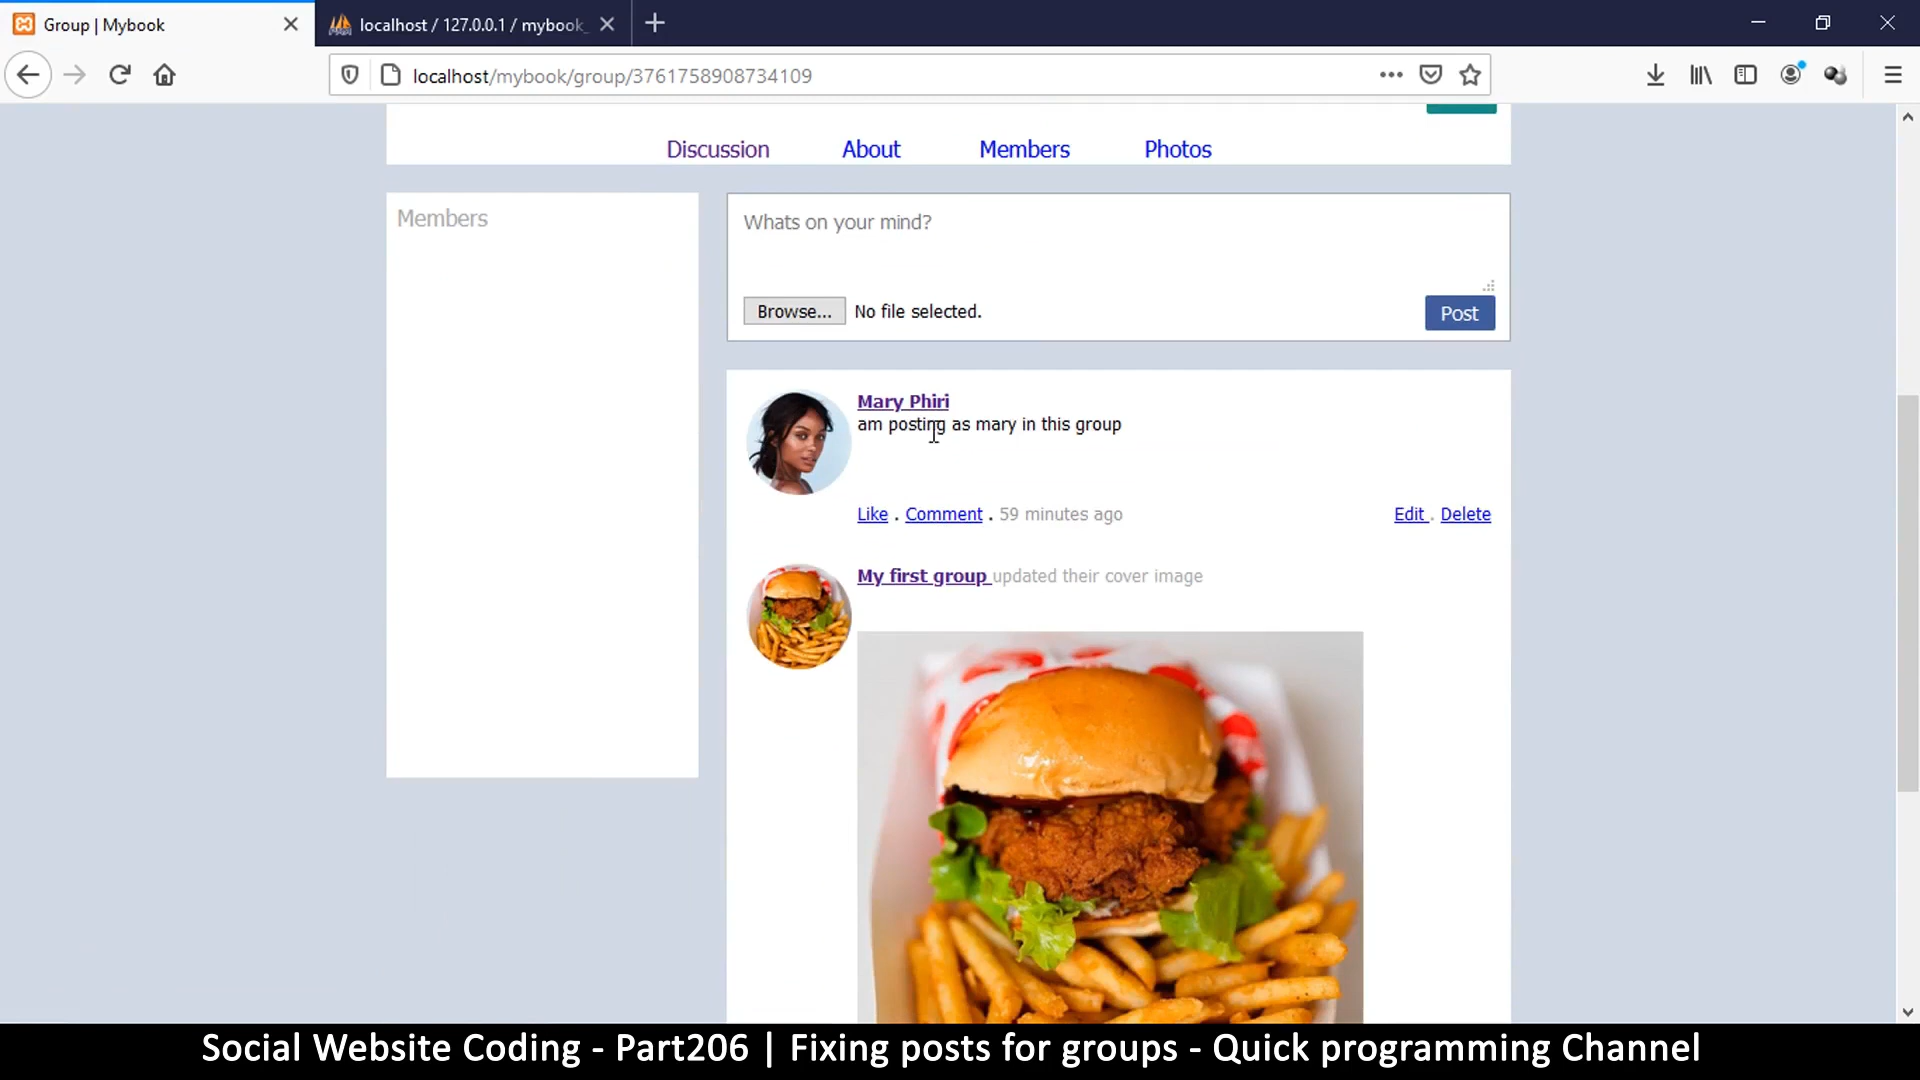 Group | Mybook
localhost / 127.0.0.1 / mybook_
localhost/mybook/group/3761758908734109
Discussion About Members Photos
Members
Whats on your mind?
Browse... No file selected. Post
Mary Phiri
am posting as mary in this group
Like . Comment . 59 minutes ago Edit . Delete
My first group updated their cover image
Social Website Coding - Part206 | Fixing posts for groups - Quick programming Channel